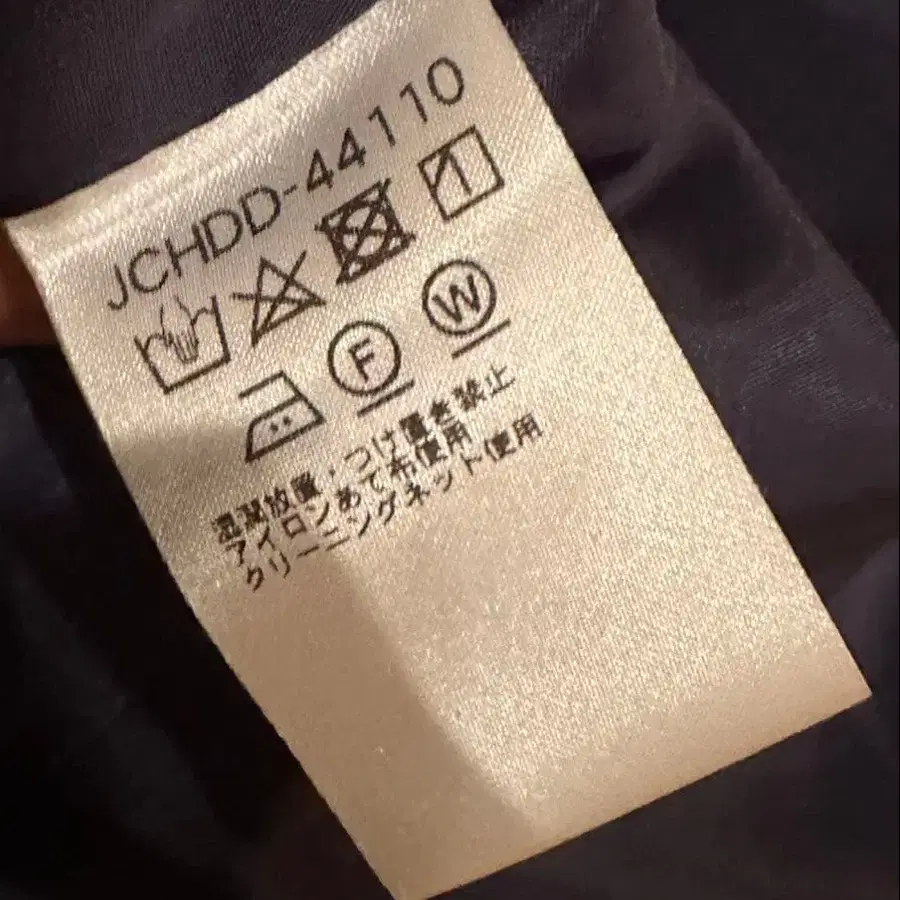 JCHDD-44110
F W
湿潤放置・つけ置き禁止
アイロンあて布使用
クリーニングネット使用